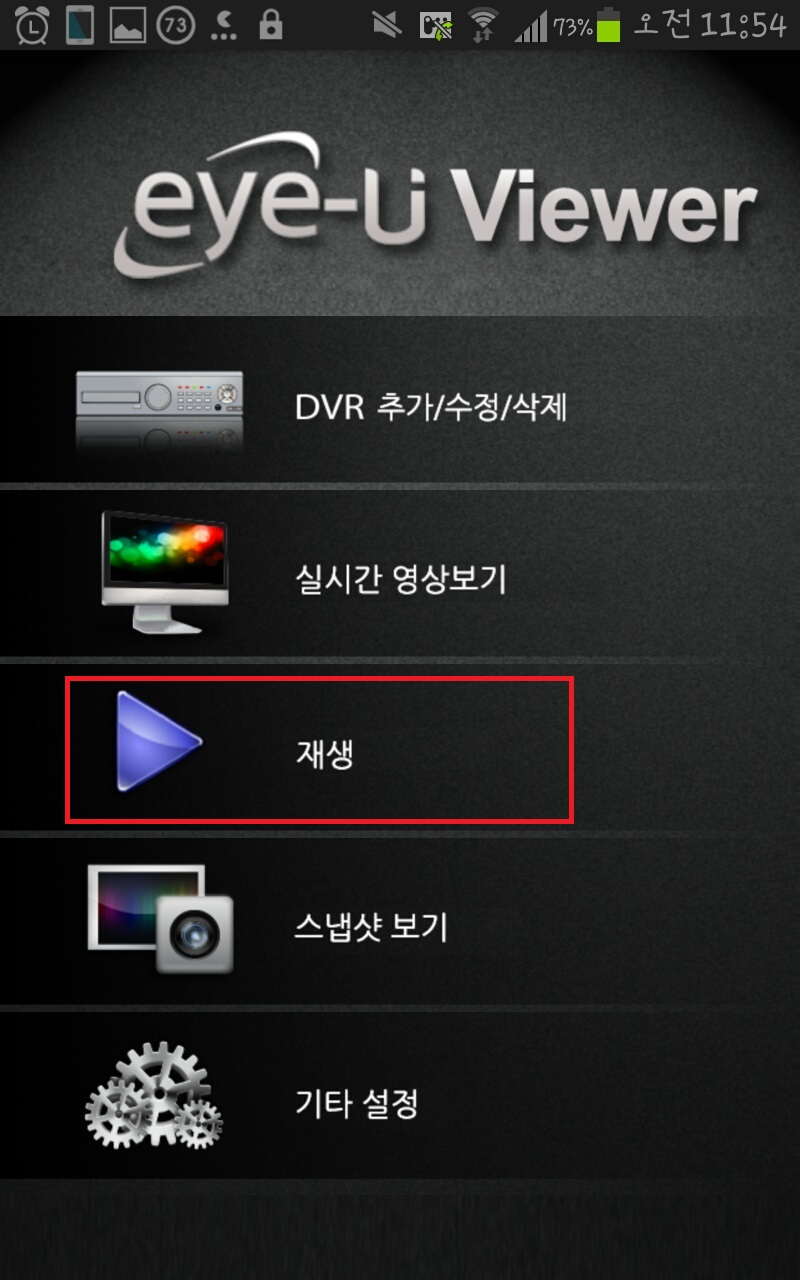 73 73% 오전 11:54
eye-U Viewer
DVR 추가/수정/삭제
실시간 영상보기
재생
스냅샷 보기
기타 설정